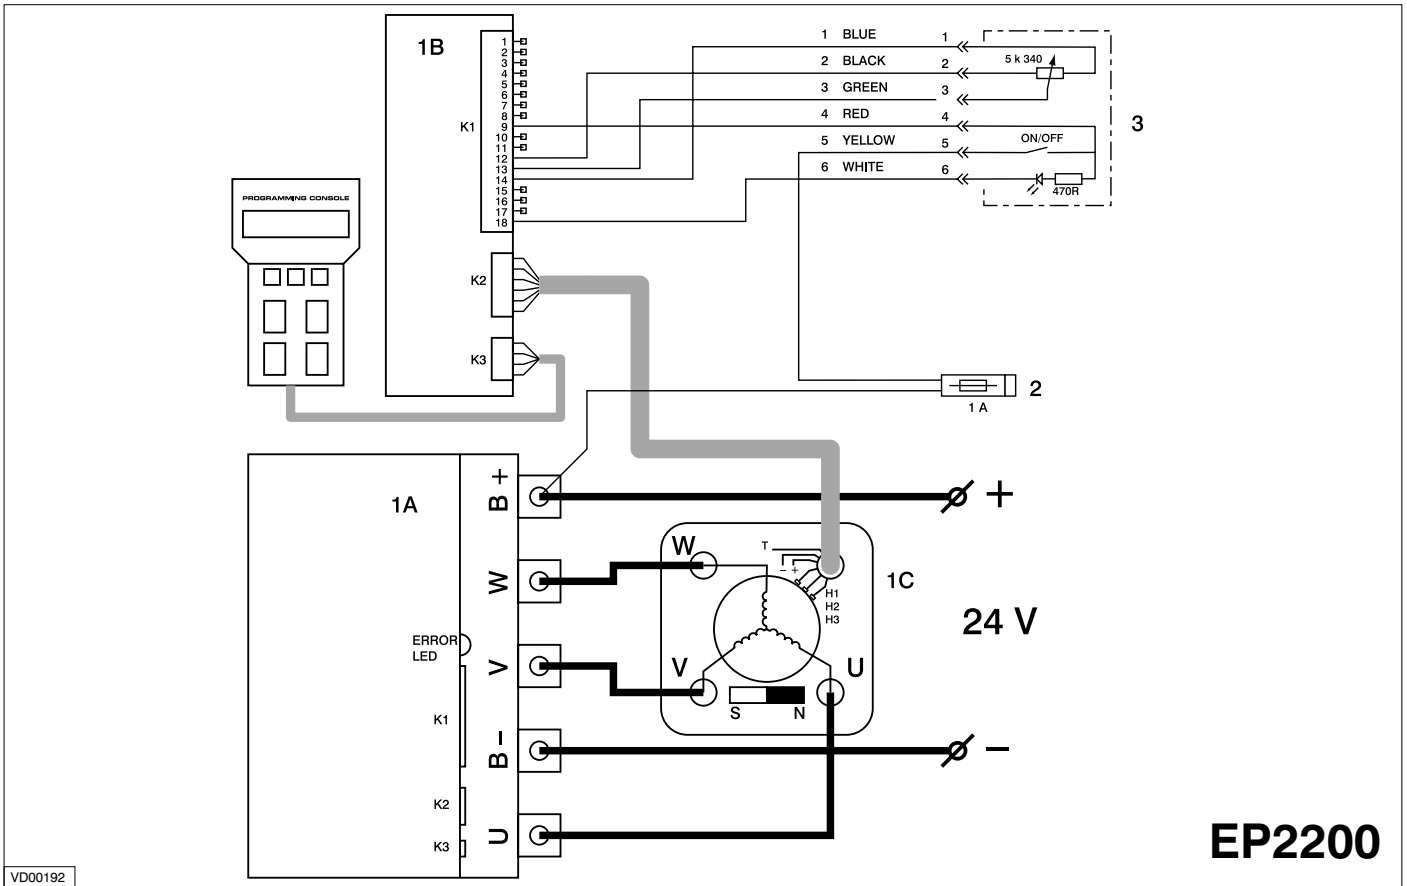 1B
K1
1
2
3
4
5
6
7
8
9
10
11
12
13
14
15
16
17
18
1 BLUE 1
2 BLACK 2
3 GREEN 3
4 RED 4
5 YELLOW 5
6 WHITE 6
5 k 340
ON/OFF
470R
3
PROGRAMMING CONSOLE
K2
K3
2
1 A
1A
B +
W
V
B -
U
ERROR
LED
K1
K2
K3
+
-
W
V
U
T
- +
H1
H2
H3
S N
1C
24 V
EP2200
VD00192